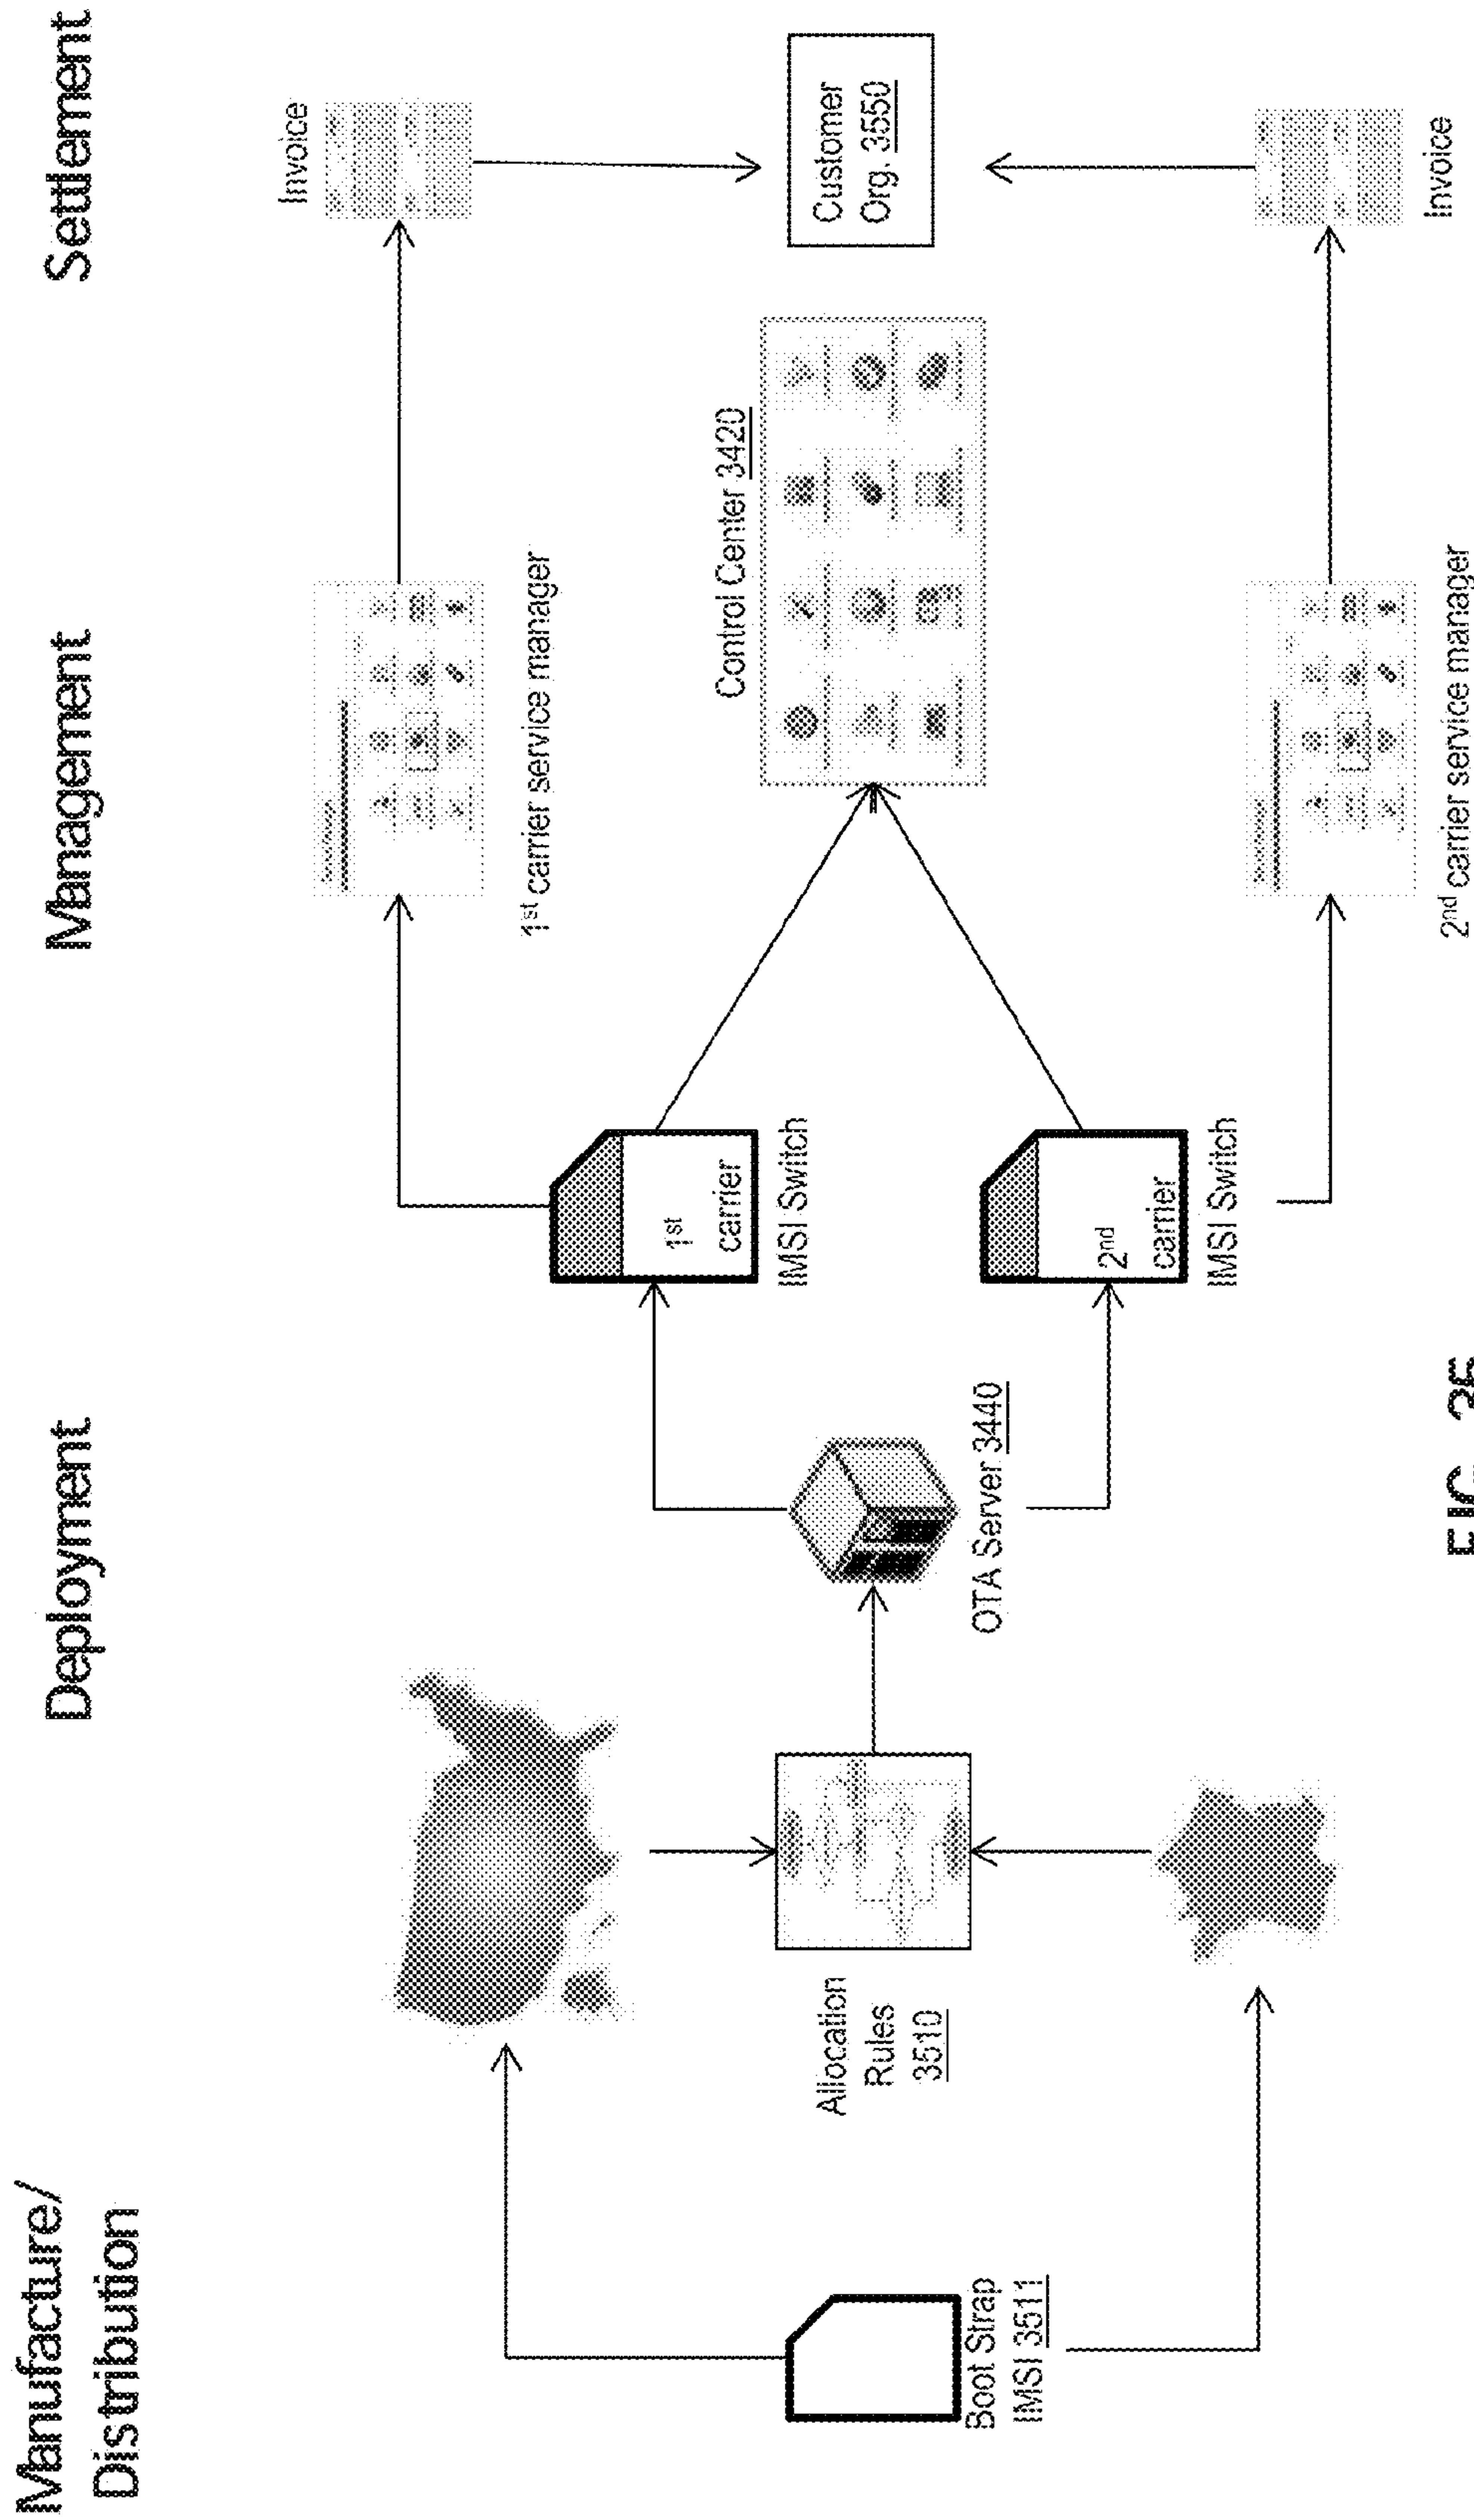 Manufacture/
Distribution
Deployment
Management
Settlement
Boot Strap
IMSI 3511
Allocation
Rules
3510
OTA Server 3440
1st
carrier
IMSI Switch
2nd
carrier
IMSI Switch
1st carrier service manager
Control Center 3420
2nd carrier service manager
Invoice
Customer
Org. 3550
Invoice